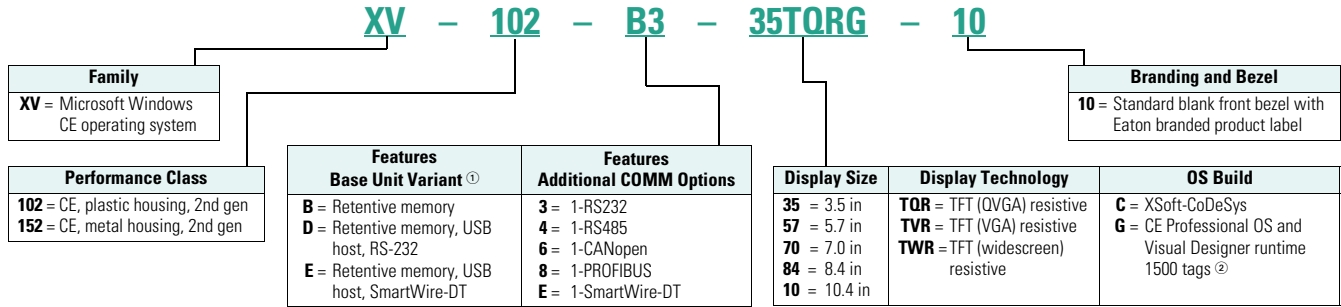 XV – 102 – B3 – 35TQRG – 10
Family
XV = Microsoft Windows
CE operating system
Branding and Bezel
10 = Standard blank front bezel with
Eaton branded product label
Performance Class
102 = CE, plastic housing, 2nd gen
152 = CE, metal housing, 2nd gen
Features
Base Unit Variant ①
B = Retentive memory
D = Retentive memory, USB
host, RS-232
E = Retentive memory, USB
host, SmartWire-DT
Features
Additional COMM Options
3 = 1-RS232
4 = 1-RS485
6 = 1-CANopen
8 = 1-PROFIBUS
E = 1-SmartWire-DT
Display Size
35 = 3.5 in
57 = 5.7 in
70 = 7.0 in
84 = 8.4 in
10 = 10.4 in
Display Technology
TQR = TFT (QVGA) resistive
TVR = TFT (VGA) resistive
TWR = TFT (widescreen)
resistive
OS Build
C = XSoft-CoDeSys
G = CE Professional OS and
Visual Designer runtime
1500 tags ②